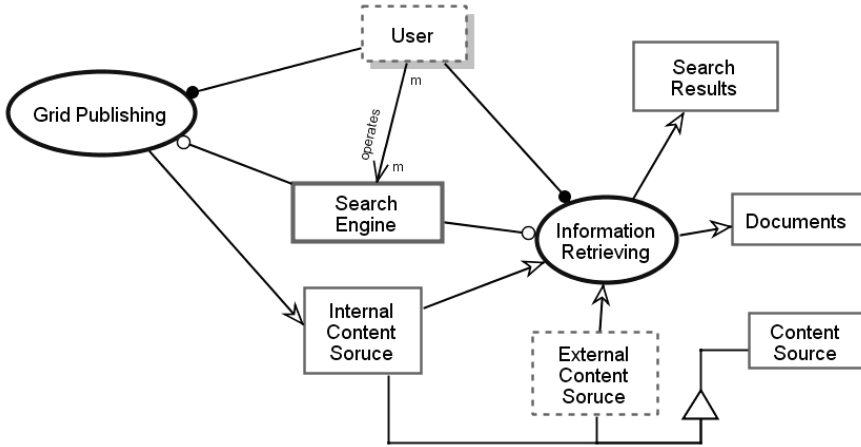 User
Search
Results
Grid Publishing
m
operates
m
Search
Engine
Information
Retrieving
Documents
Internal
Content
Soruce
External
Content
Soruce
Content
Source